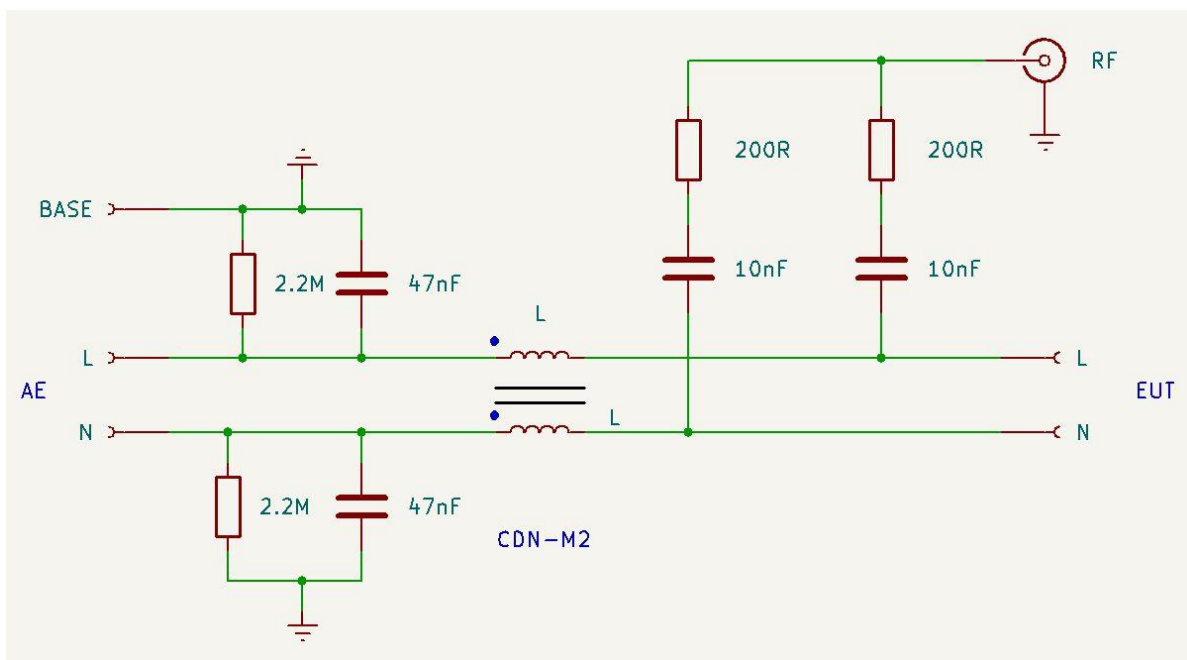 RF
200R
200R
BASE
2.2M
47nF
10nF
10nF
L
L
L
AE
EUT
L
N
N
2.2M
47nF
CDN-M2